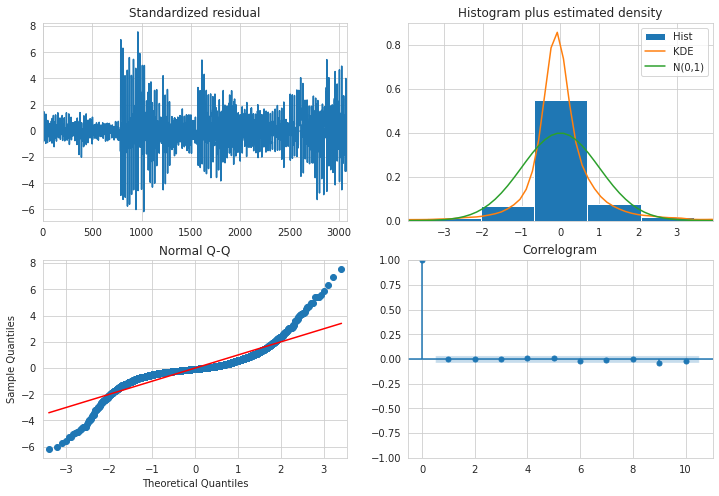 Standardized residual
8
6
4
2
0
−2
−4
−6
0 500 1000 1500 2000 2500 3000
Histogram plus estimated density
Hist
KDE
N(0,1)
0.8
0.6
0.4
0.2
0.0
−3 −2 −1 0 1 2 3
Normal Q-Q
Sample Quantiles
8
6
4
2
0
−2
−4
−6
−3 −2 −1 0 1 2 3
Theoretical Quantiles
Correlogram
1.00
0.75
0.50
0.25
0.00
−0.25
−0.50
−0.75
−1.00
0 2 4 6 8 10